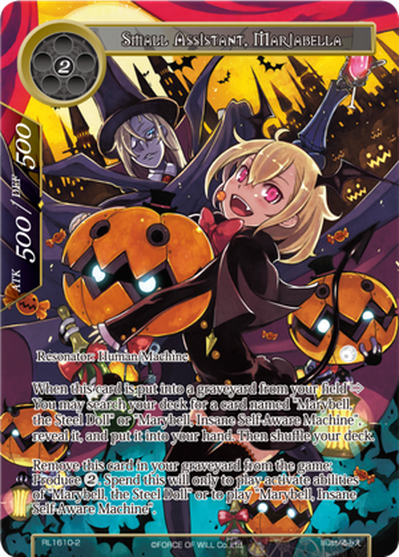 Small Assistant, Marjabella
2
ATK 500 / DEF 500
Resonator: Human/Machine
When this card is put into a graveyard from your field ⇨
You may search your deck for a card named "Marybell,
the Steel Doll" or "Marybell, Insane Self-Aware Machine",
reveal it, and put it into your hand. Then shuffle your deck.
Remove this card in your graveyard from the game:
Produce 2. Spend this will only to play activate abilities
of "Marybell, the Steel Doll" or to play "Marybell, Insane
Self-Aware Machine".
RL1610-2
©FORCE OF WILL Co.,Ltd.